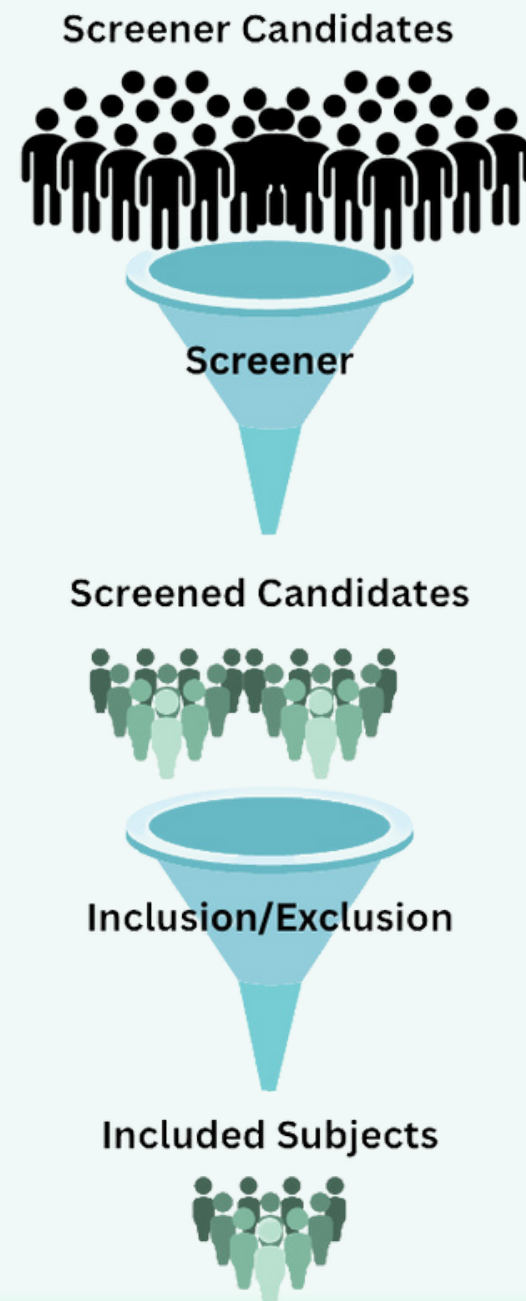 Screener Candidates
Screener
Screened Candidates
Inclusion/Exclusion
Included Subjects